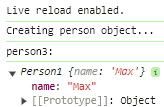 Live reload enabled.
Creating person object...
person3:
▼ Person1 {name: 'Max'} i
name: "Max"
▶ [[Prototype]]: Object